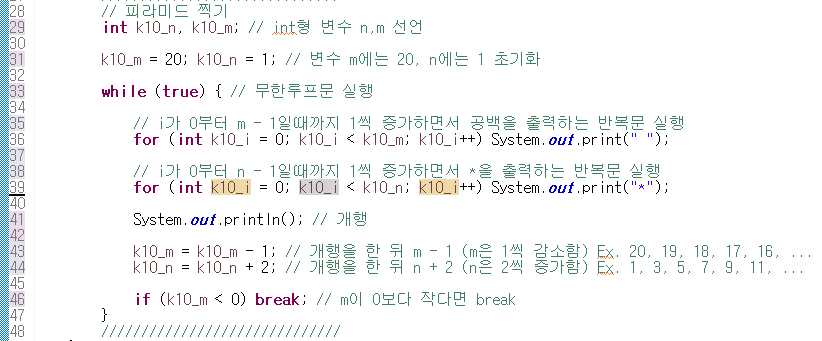 28 // 피라미드 찍기
29 int k10_n, k10_m; // int형 변수 n,m 선언
30
31 k10_m = 20; k10_n = 1; // 변수 m에는 20, n에는 1 초기화
32
33 while (true) { // 무한루프문 실행
34
35 // i가 0부터 m - 1일때까지 1씩 증가하면서 공백을 출력하는 반복문 실행
36 for (int k10_i = 0; k10_i < k10_m; k10_i++) System.out.print(" ");
37
38 // i가 0부터 n - 1일때까지 1씩 증가하면서 *을 출력하는 반복문 실행
39 for (int k10_i = 0; k10_i < k10_n; k10_i++) System.out.print("*");
40
41 System.out.println(); // 개행
42
43 k10_m = k10_m - 1; // 개행을 한 뒤 m - 1 (m은 1씩 감소함) Ex. 20, 19, 18, 17, 16, ...
44 k10_n = k10_n + 2; // 개행을 한 뒤 n + 2 (n은 2씩 증가함) Ex. 1, 3, 5, 7, 9, 11, ...
45
46 if (k10_m < 0) break; // m이 0보다 작다면 break
47 }
48 //////////////////////////////